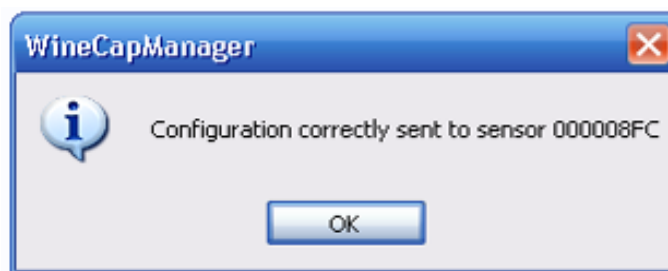 WineCapManager
Configuration correctly sent to sensor 000008FC
OK